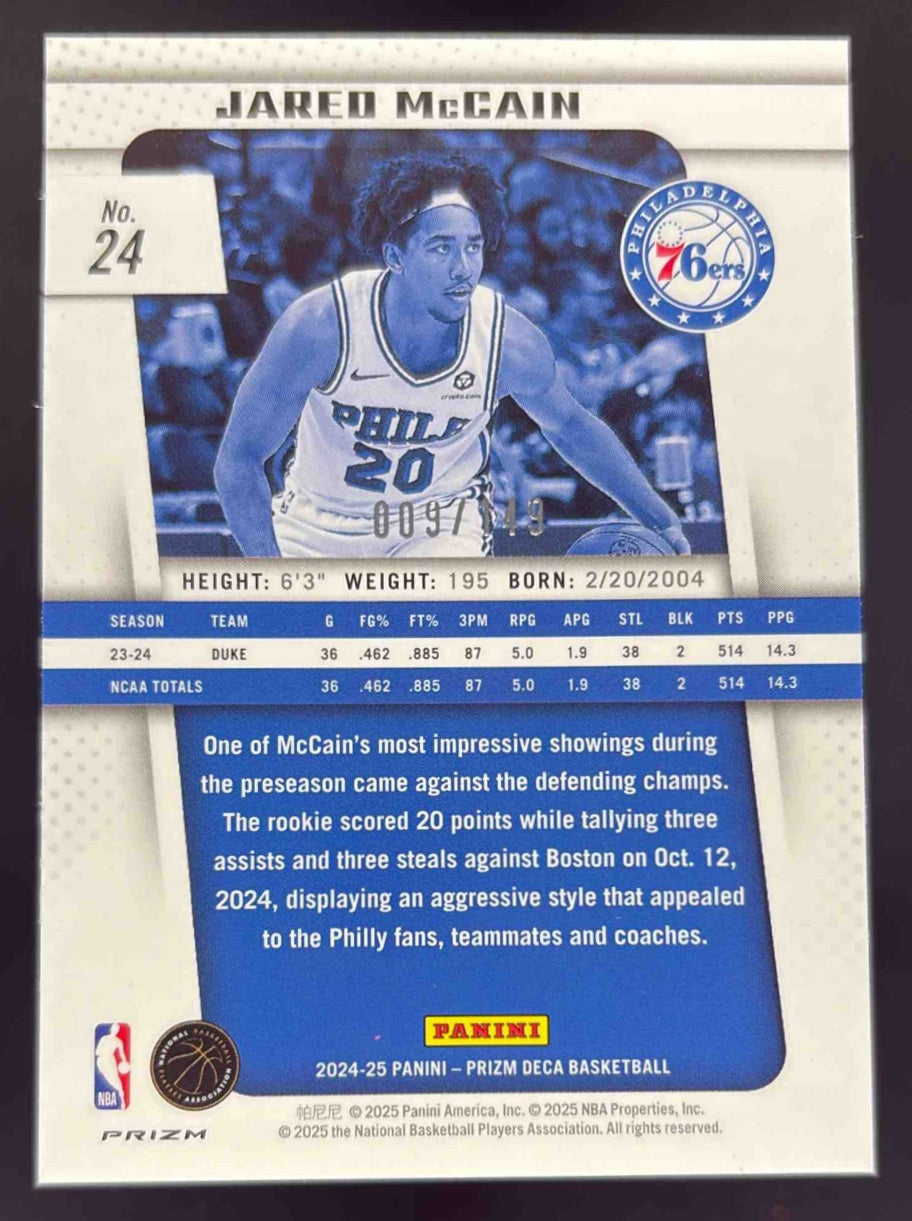 JARED McCAIN
No.
24
PHILADELPHIA
76ers
crypto.com
PHILA
20
009/149
HEIGHT: 6'3" WEIGHT: 195 BORN: 2/20/2004
SEASON TEAM G FG% FT% 3PM RPG APG STL BLK PTS PPG
23-24 DUKE 36 .462 .885 87 5.0 1.9 38 2 514 14.3
NCAA TOTALS 36 .462 .885 87 5.0 1.9 38 2 514 14.3
One of McCain's most impressive showings during
the preseason came against the defending champs.
The rookie scored 20 points while tallying three
assists and three steals against Boston on Oct. 12,
2024, displaying an aggressive style that appealed
to the Philly fans, teammates and coaches.
PANINI
2024-25 PANINI – PRIZM DECA BASKETBALL
NBA
NATIONAL BASKETBALL PLAYERS ASSOCIATION
PRIZM
帕尼尼 © 2025 Panini America, Inc. © 2025 NBA Properties, Inc.
© 2025 the National Basketball Players Association. All rights reserved.